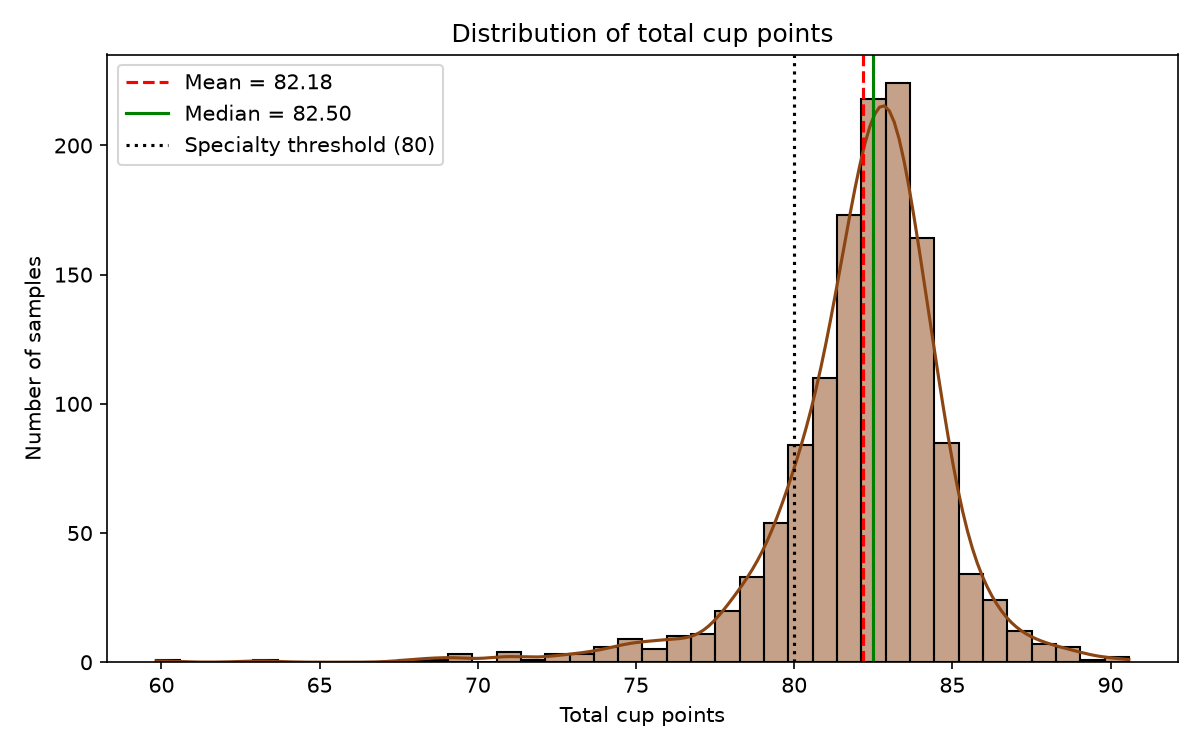 Distribution of total cup points
Mean = 82.18
Median = 82.50
Specialty threshold (80)
Number of samples
200
150
100
50
0
60 65 70 75 80 85 90
Total cup points